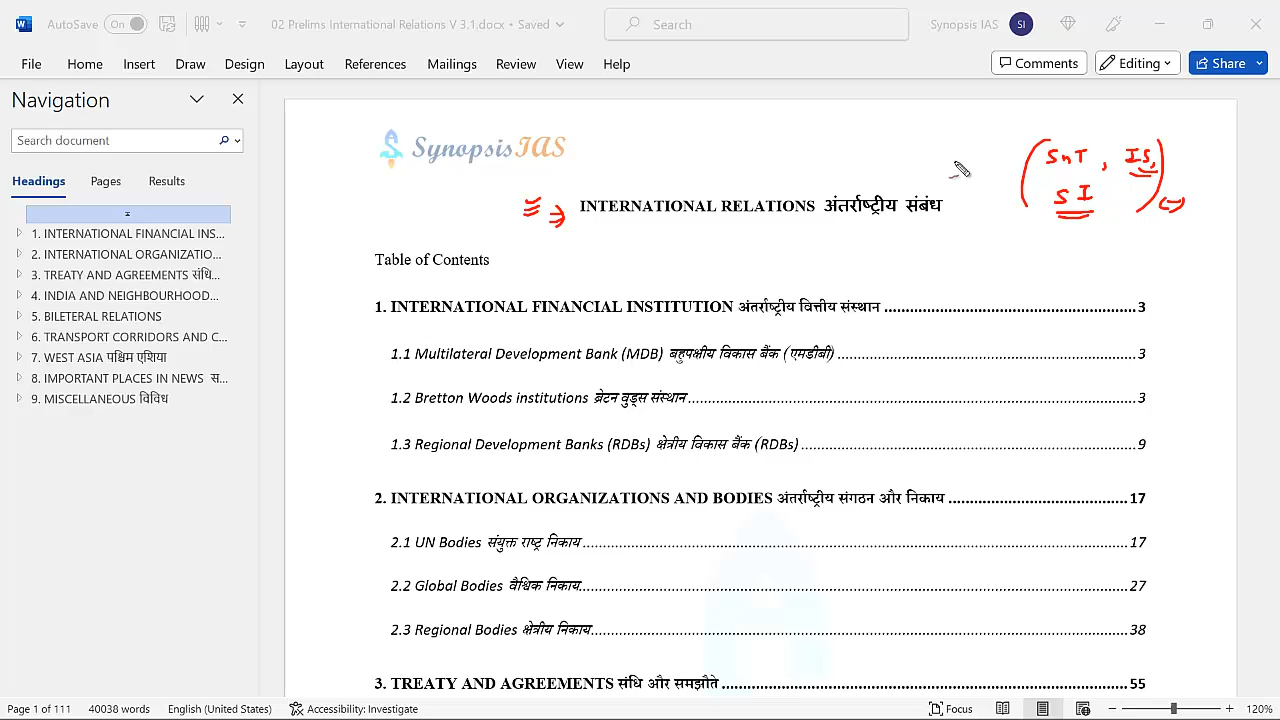 AutoSave On 02 Prelims International Relations V 3.1.docx • Saved Search Synopsis IAS SI
File Home Insert Draw Design Layout References Mailings Review View Help Comments Editing Share
Navigation
Search document
Headings Pages Results
1. INTERNATIONAL FINANCIAL INS...
2. INTERNATIONAL ORGANIZATIO...
3. TREATY AND AGREEMENTS संधि...
4. INDIA AND NEIGHBOURHOOD...
5. BILETERAL RELATIONS
6. TRANSPORT CORRIDORS AND C...
7. WEST ASIA पश्चिम एशिया
8. IMPORTANT PLACES IN NEWS स...
9. MISCELLANEOUS विविध
SynopsisIAS
(SnT, IS,
SI)
INTERNATIONAL RELATIONS अंतर्राष्ट्रीय संबंध
Table of Contents
1. INTERNATIONAL FINANCIAL INSTITUTION अंतर्राष्ट्रीय वित्तीय संस्थान 3
1.1 Multilateral Development Bank (MDB) बहुपक्षीय विकास बैंक (एमडीबी) 3
1.2 Bretton Woods institutions ब्रेटन वुड्स संस्थान 3
1.3 Regional Development Banks (RDBs) क्षेत्रीय विकास बैंक (RDBs) 9
2. INTERNATIONAL ORGANIZATIONS AND BODIES अंतर्राष्ट्रीय संगठन और निकाय 17
2.1 UN Bodies संयुक्त राष्ट्र निकाय 17
2.2 Global Bodies वैश्विक निकाय 27
2.3 Regional Bodies क्षेत्रीय निकाय 38
3. TREATY AND AGREEMENTS संधि और समझौते 55
Page 1 of 111 40038 words English (United States) Accessibility: Investigate Focus 120%